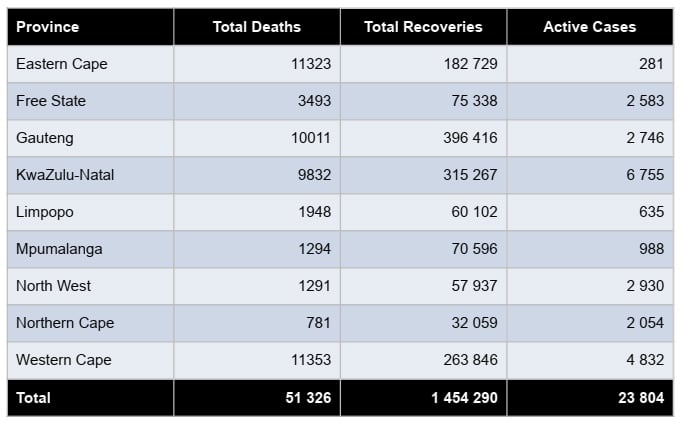 Province Total Deaths Total Recoveries Active Cases
Eastern Cape 11323 182 729 281
Free State 3493 75 338 2 583
Gauteng 10011 396 416 2 746
KwaZulu-Natal 9832 315 267 6 755
Limpopo 1948 60 102 635
Mpumalanga 1294 70 596 988
North West 1291 57 937 2 930
Northern Cape 781 32 059 2 054
Western Cape 11353 263 846 4 832
Total 51 326 1 454 290 23 804